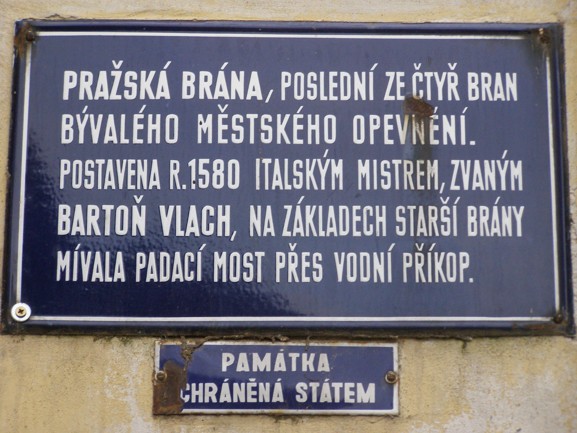 PRAŽSKÁ BRÁNA, POSLEDNÍ ZE ČTYŘ BRAN
BÝVALÉHO MĚSTSKÉHO OPEVNĚNÍ.
POSTAVENA R. 1580 ITALSKÝM MISTREM, ZVANÝM
BARTOŇ VLACH, NA ZÁKLADECH STARŠÍ BRÁNY
MÍVALA PADACÍ MOST PŘES VODNÍ PŘÍKOP.
PAMÁTKA
CHRÁNĚNÁ STÁTEM